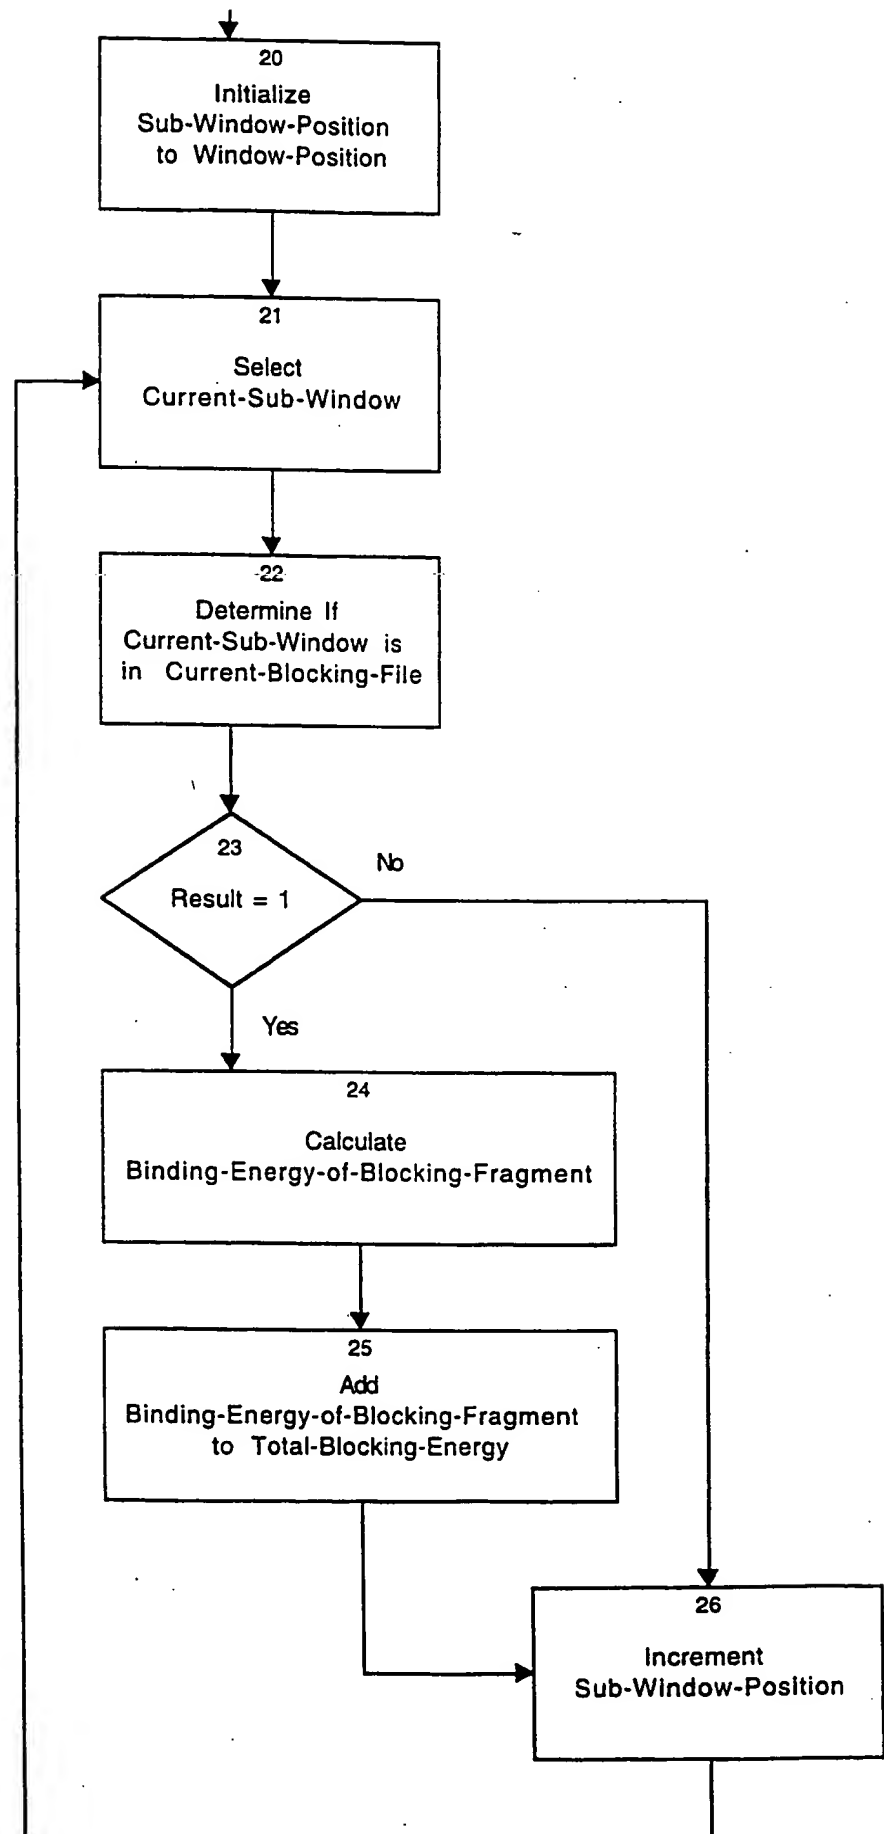 20
Initialize
Sub-Window-Position
to Window-Position
21
Select
Current-Sub-Window
22
Determine If
Current-Sub-Window is
in Current-Blocking-File
23
Result = 1
No
Yes
24
Calculate
Binding-Energy-of-Blocking-Fragment
25
Add
Binding-Energy-of-Blocking-Fragment
to Total-Blocking-Energy
26
Increment
Sub-Window-Position